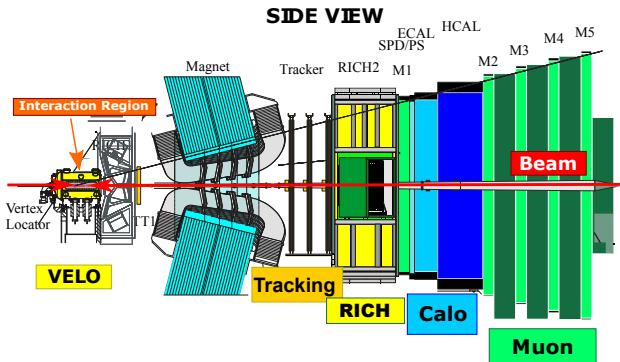 SIDE VIEW
HCAL
ECAL
SPD/PS
M5
M4
M3
M2
M1
Magnet
Tracker
RICH2
Interaction Region
Beam
Vertex
Locator
TT1
VELO
Tracking
RICH
Calo
Muon